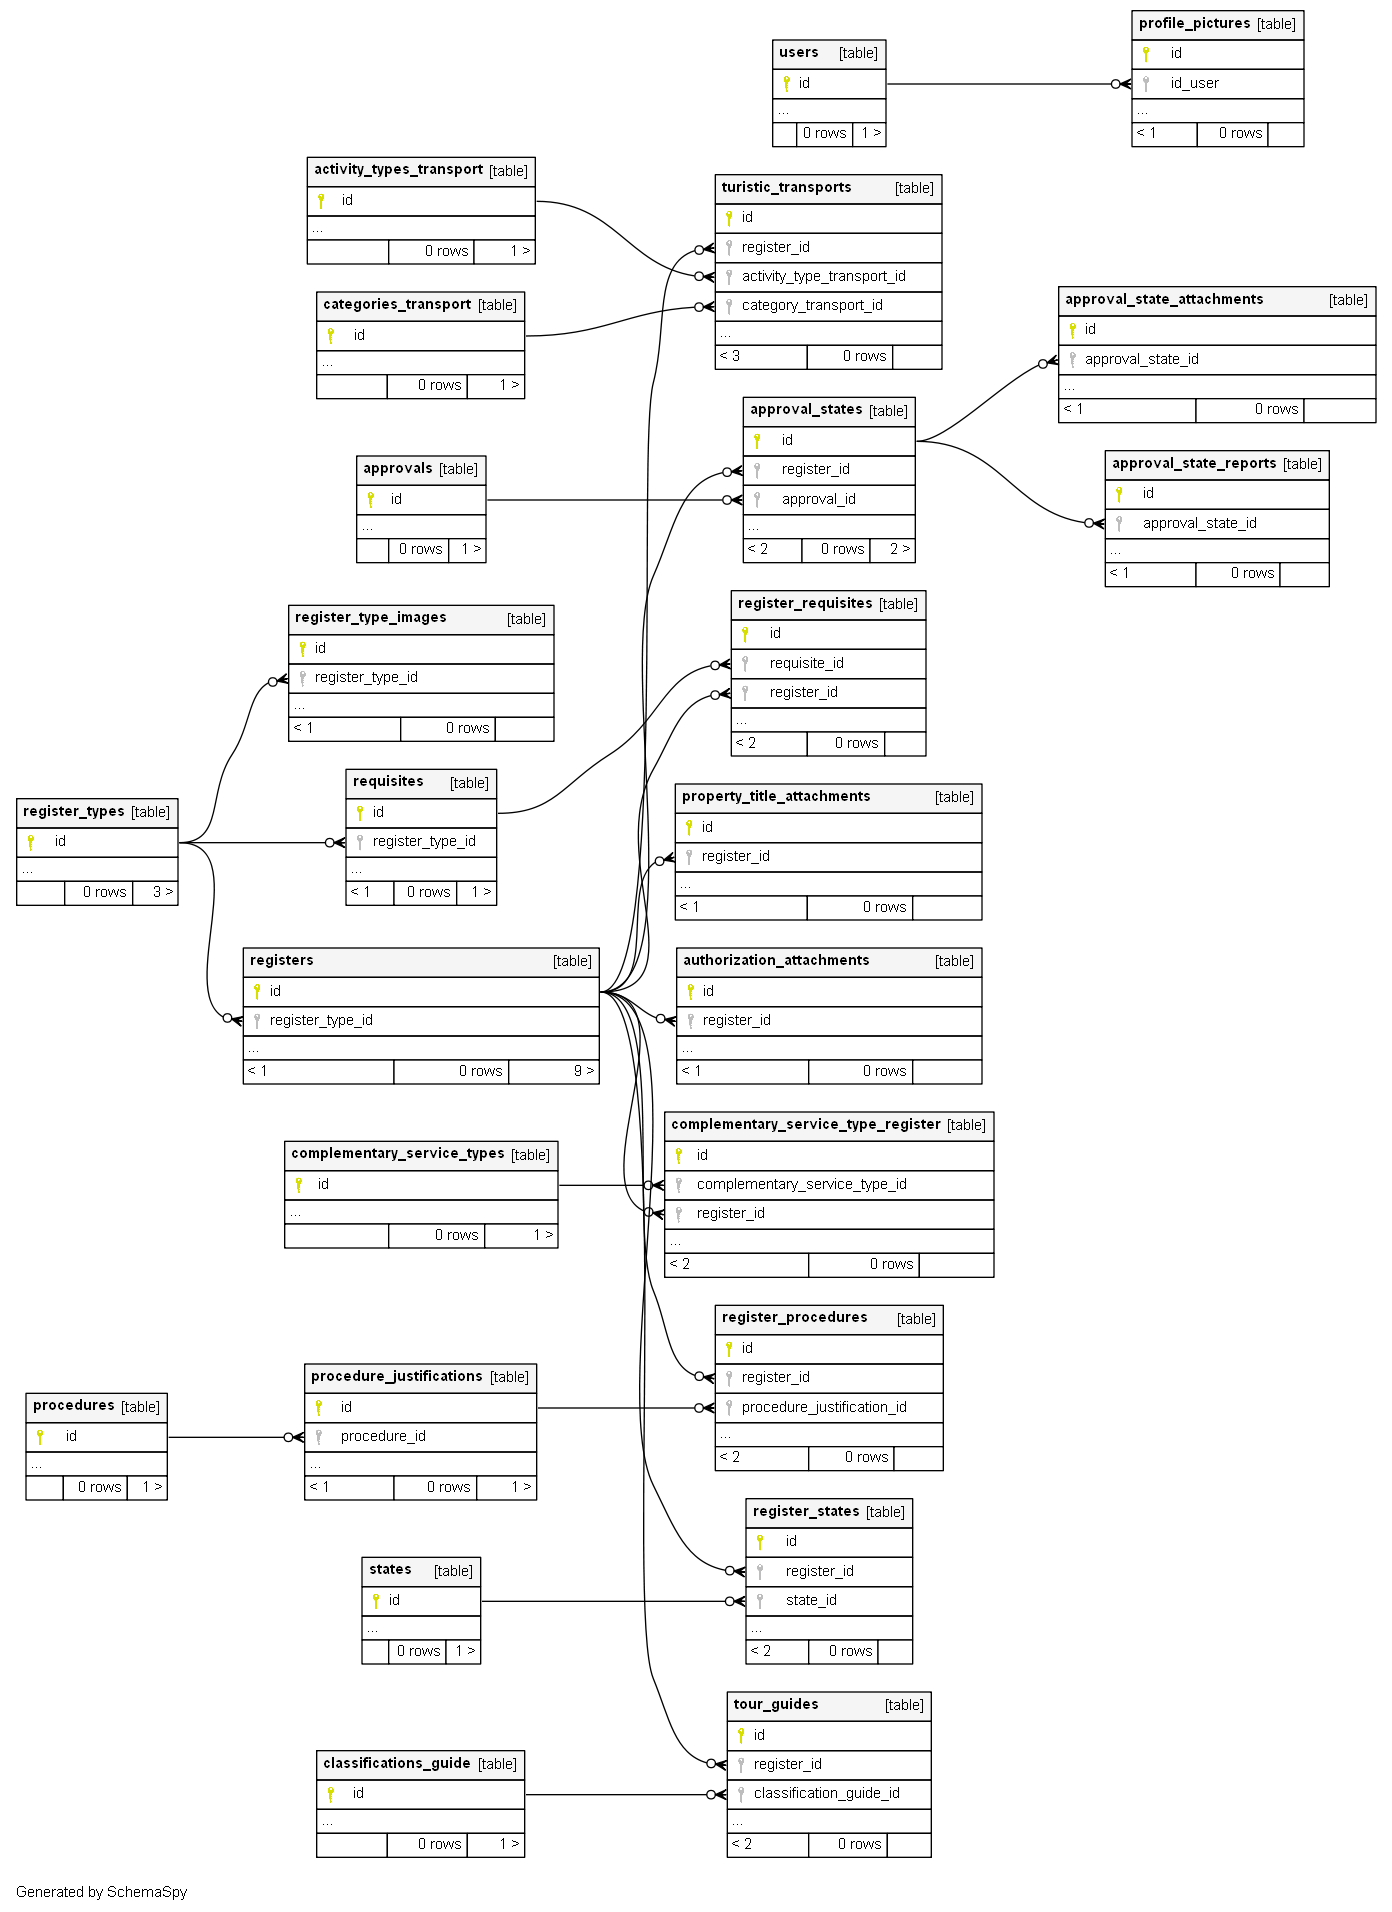 profile_pictures [table]
id
id_user
...
< 1 0 rows
users [table]
id
...
0 rows 1 >
activity_types_transport [table]
id
...
0 rows 1 >
turistic_transports [table]
id
register_id
activity_type_transport_id
category_transport_id
...
< 3 0 rows
categories_transport [table]
id
...
0 rows 1 >
approval_state_attachments [table]
id
approval_state_id
...
< 1 0 rows
approval_states [table]
id
register_id
approval_id
...
< 2 0 rows 2 >
approvals [table]
id
...
0 rows 1 >
approval_state_reports [table]
id
approval_state_id
...
< 1 0 rows
register_requisites [table]
id
requisite_id
register_id
...
< 2 0 rows
register_type_images [table]
id
register_type_id
...
< 1 0 rows
requisites [table]
id
register_type_id
...
< 1 0 rows 1 >
register_types [table]
id
...
0 rows 3 >
property_title_attachments [table]
id
register_id
...
< 1 0 rows
registers [table]
id
register_type_id
...
< 1 0 rows 9 >
authorization_attachments [table]
id
register_id
...
< 1 0 rows
complementary_service_type_register [table]
id
complementary_service_type_id
register_id
...
< 2 0 rows
complementary_service_types [table]
id
...
0 rows 1 >
register_procedures [table]
id
register_id
procedure_justification_id
...
< 2 0 rows
procedure_justifications [table]
id
procedure_id
...
< 1 0 rows 1 >
procedures [table]
id
...
0 rows 1 >
register_states [table]
id
register_id
state_id
...
< 2 0 rows
states [table]
id
...
0 rows 1 >
tour_guides [table]
id
register_id
classification_guide_id
...
< 2 0 rows
classifications_guide [table]
id
...
0 rows 1 >
Generated by SchemaSpy